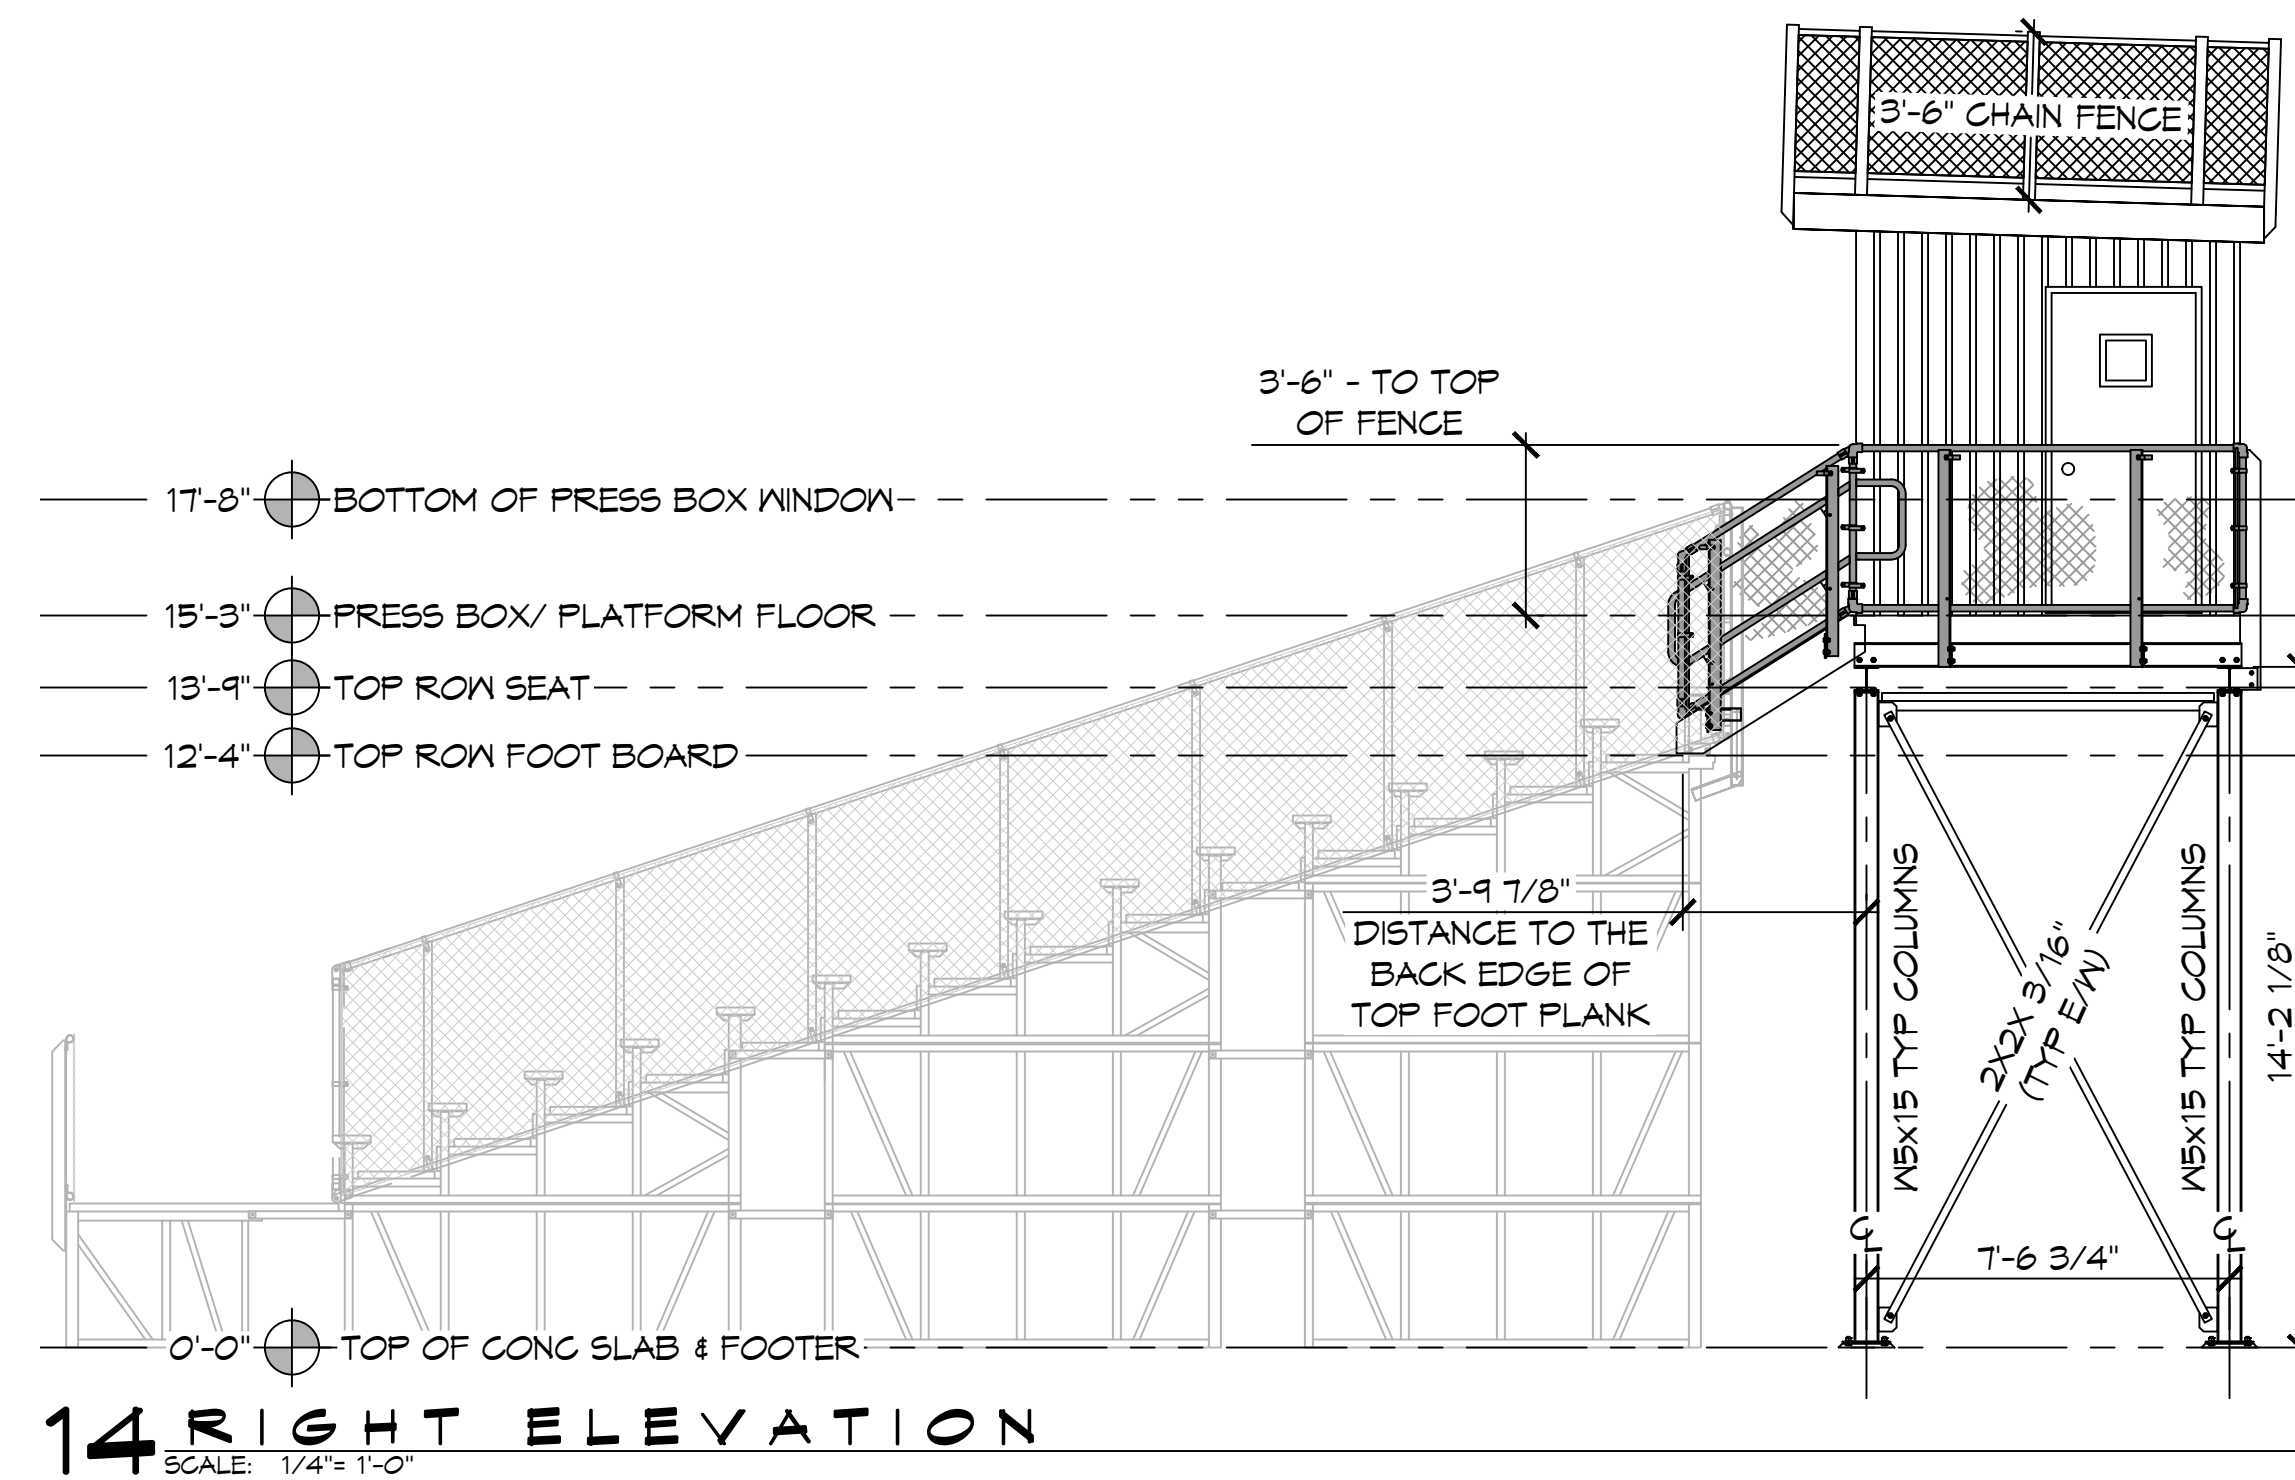 3'-6" CHAIN FENCE
3'-6" - TO TOP
OF FENCE
17'-8" BOTTOM OF PRESS BOX WINDOW
15'-3" PRESS BOX/ PLATFORM FLOOR
13'-9" TOP ROW SEAT
12'-4" TOP ROW FOOT BOARD
3'-9 7/8"
DISTANCE TO THE
BACK EDGE OF
TOP FOOT PLANK
W5x15 TYP COLUMNS
2X2X 3/16"
(TYP E/W)
W5x15 TYP COLUMNS
14'-2 1/8"
CL
CL
7'-6 3/4"
0'-0" TOP OF CONC SLAB & FOOTER
14 RIGHT ELEVATION
SCALE: 1/4"= 1'-0"